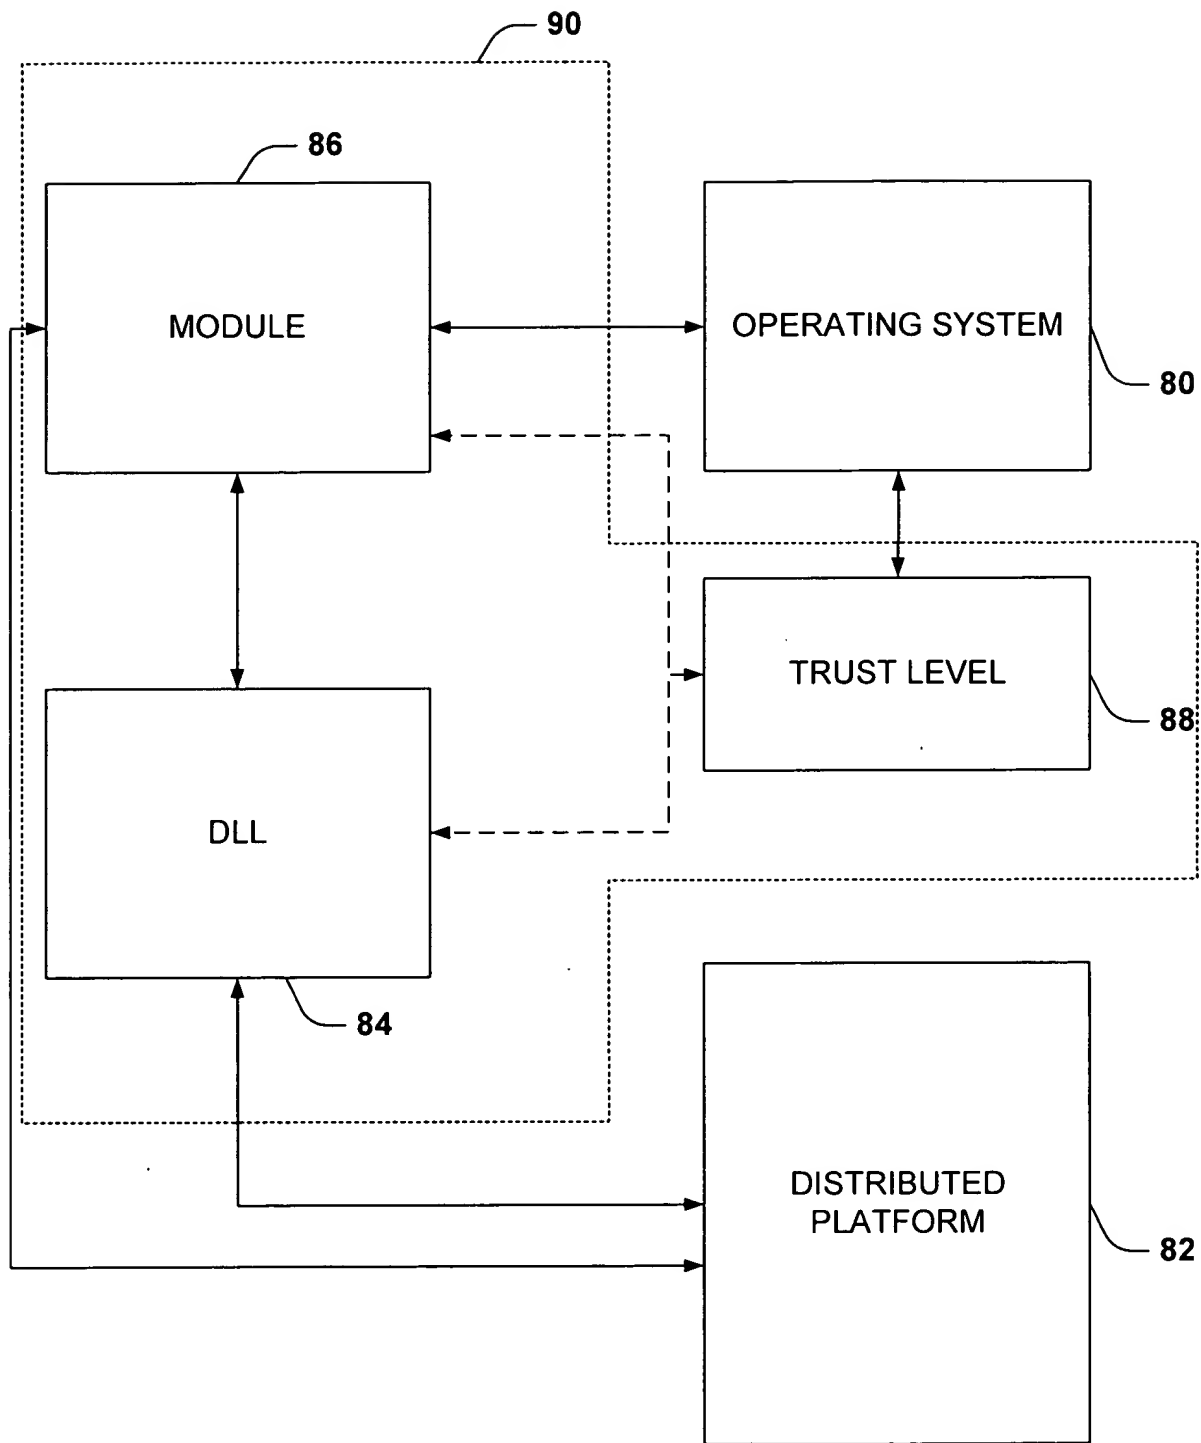 90
86
MODULE
OPERATING SYSTEM
80
TRUST LEVEL
88
DLL
84
DISTRIBUTED
PLATFORM
82